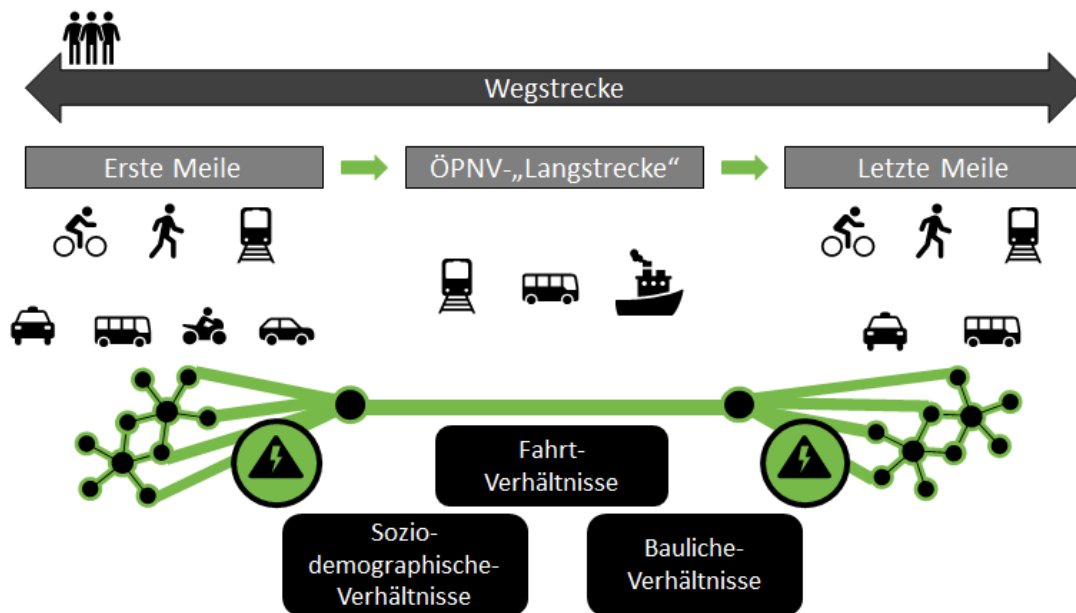 Wegstrecke
Erste Meile
ÖPNV-„Langstrecke“
Letzte Meile
Fahrt-
Verhältnisse
Sozio-
demographische-
Verhältnisse
Bauliche-
Verhältnisse